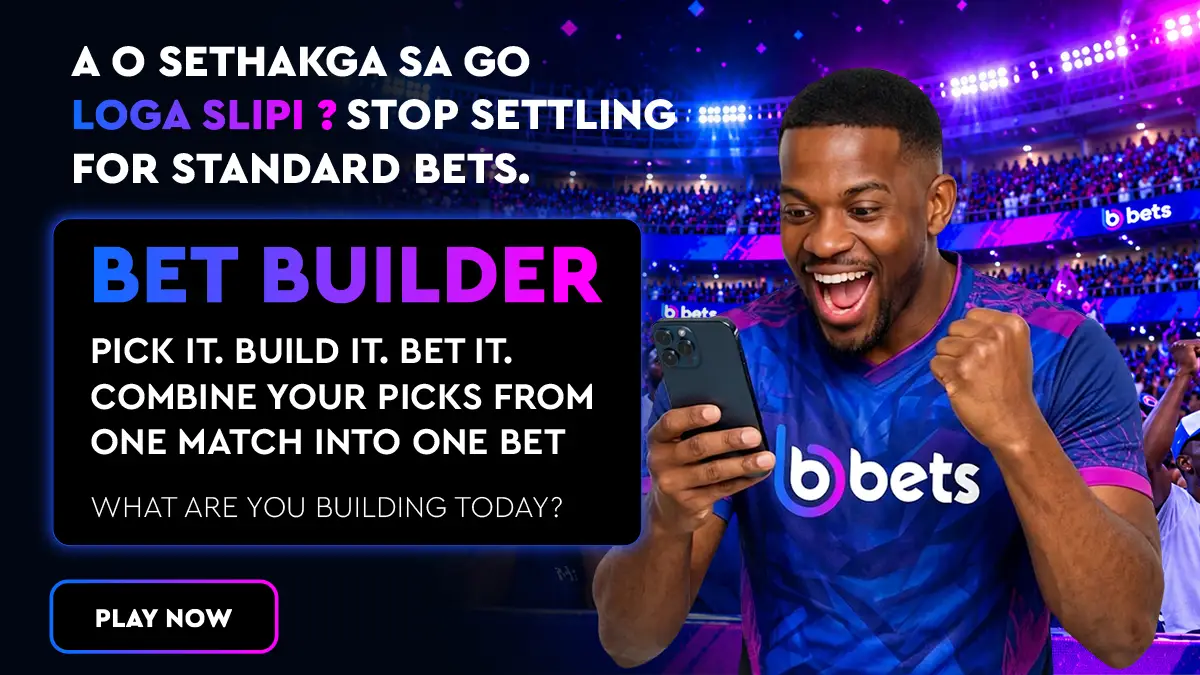 A O SETHAKGA SA GO
LOGA SLIPI ? STOP SETTLING
FOR STANDARD BETS.
BET BUILDER
PICK IT. BUILD IT. BET IT.
COMBINE YOUR PICKS FROM
ONE MATCH INTO ONE BET
WHAT ARE YOU BUILDING TODAY?
PLAY NOW
b bets
b bets
b bets